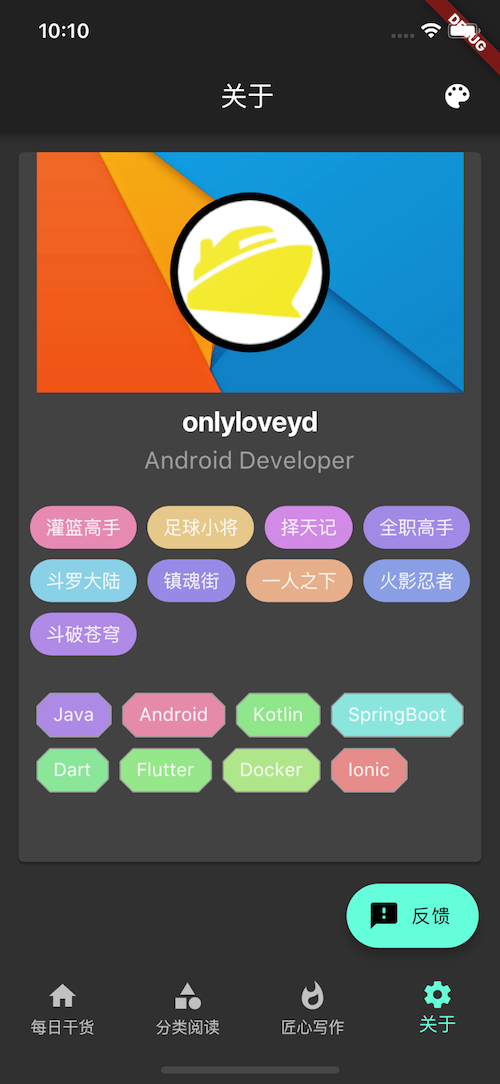 10:10
DEBUG
关于
onlyloveyd
Android Developer
灌篮高手 足球小将 择天记 全职高手
斗罗大陆 镇魂街 一人之下 火影忍者
斗破苍穹
Java Android Kotlin SpringBoot
Dart Flutter Docker Ionic
反馈
每日干货 分类阅读 匠心写作 关于